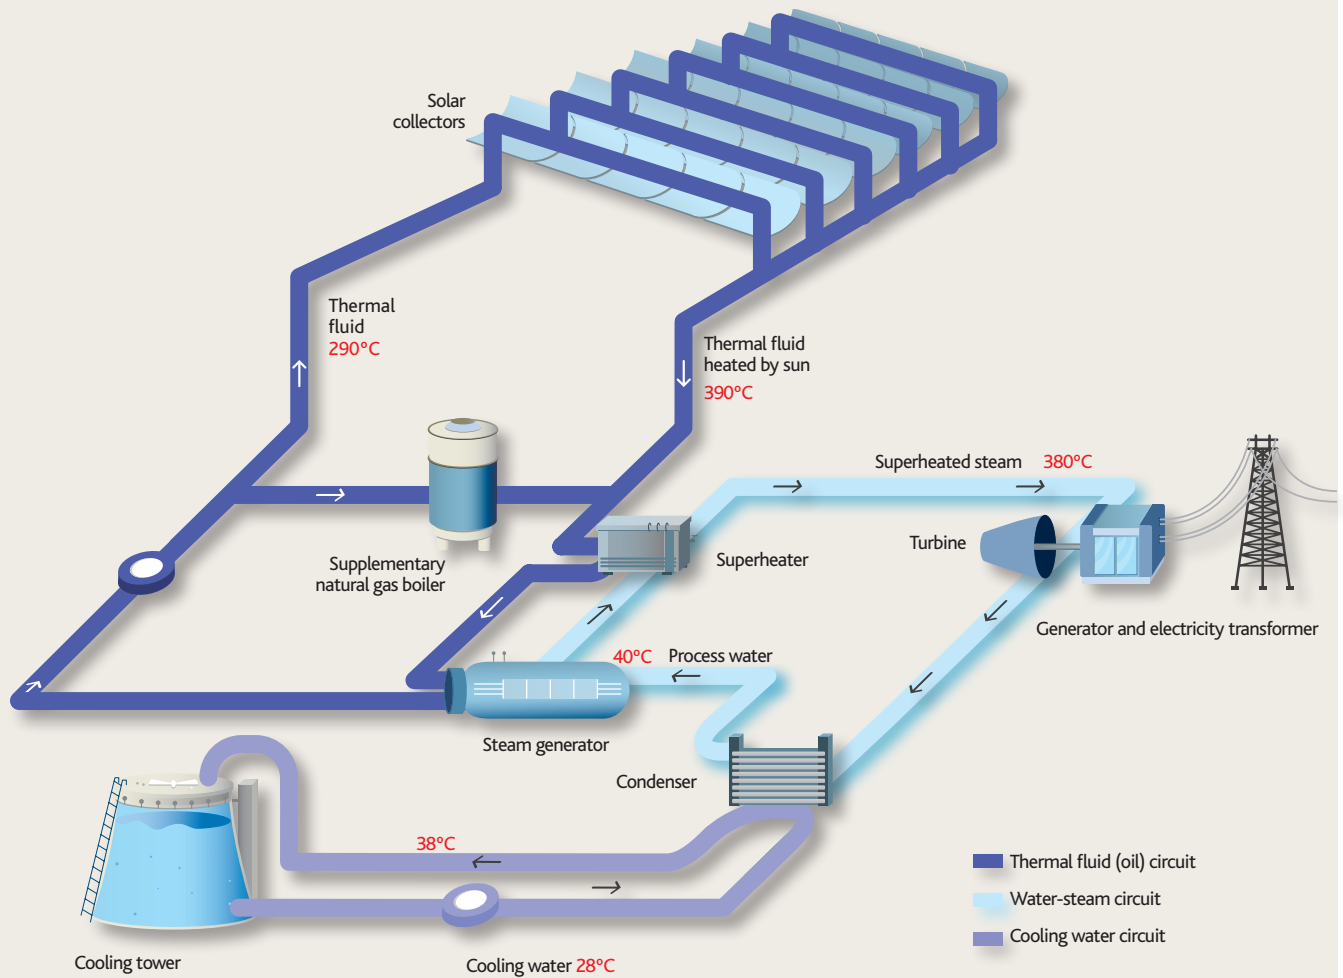 Solar
collectors
Thermal
fluid
290°C
Thermal fluid
heated by sun
390°C
Superheated steam 380°C
Turbine
Supplementary
natural gas boiler
Superheater
Generator and electricity transformer
40°C Process water
Steam generator
Condenser
38°C
Thermal fluid (oil) circuit
Water-steam circuit
Cooling water circuit
Cooling tower
Cooling water 28°C